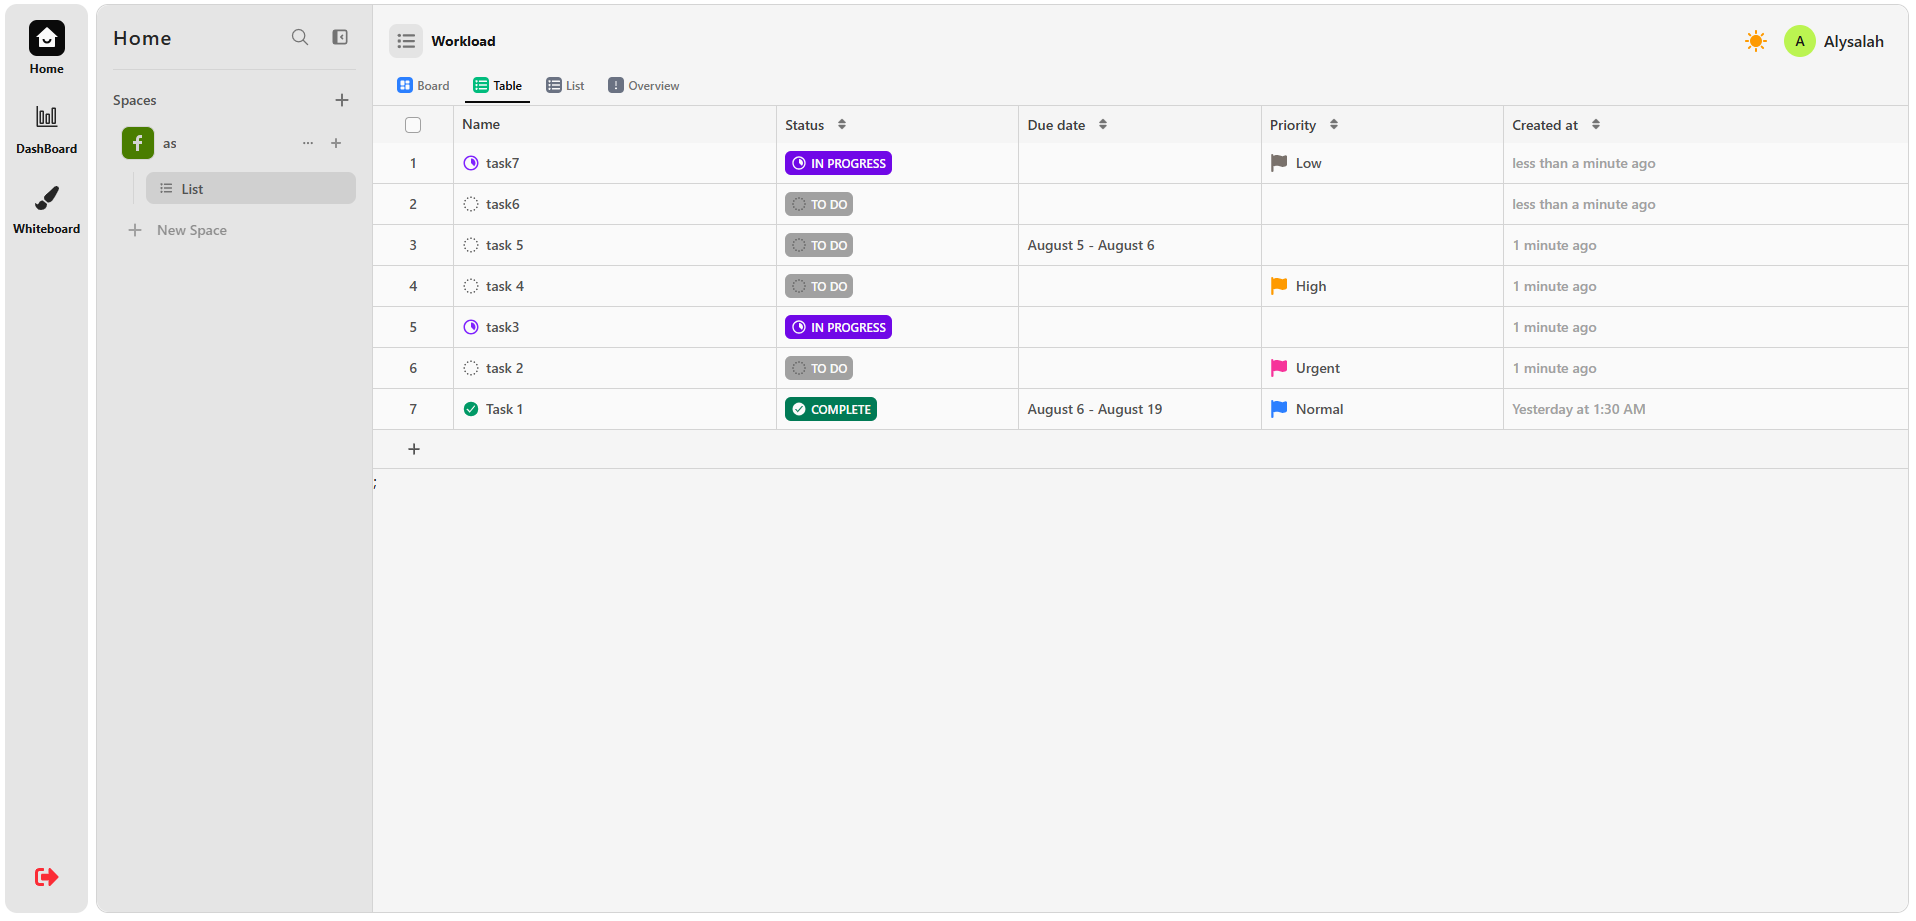 Home
DashBoard
Whiteboard
Home
Spaces
as
List
New Space
Workload
A Alysalah
Board Table List Overview
Name Status Due date Priority Created at
1 task7 IN PROGRESS Low less than a minute ago
2 task6 TO DO less than a minute ago
3 task 5 TO DO August 5 - August 6 1 minute ago
4 task 4 TO DO High 1 minute ago
5 task3 IN PROGRESS 1 minute ago
6 task 2 TO DO Urgent 1 minute ago
7 Task 1 COMPLETE August 6 - August 19 Normal Yesterday at 1:30 AM
;